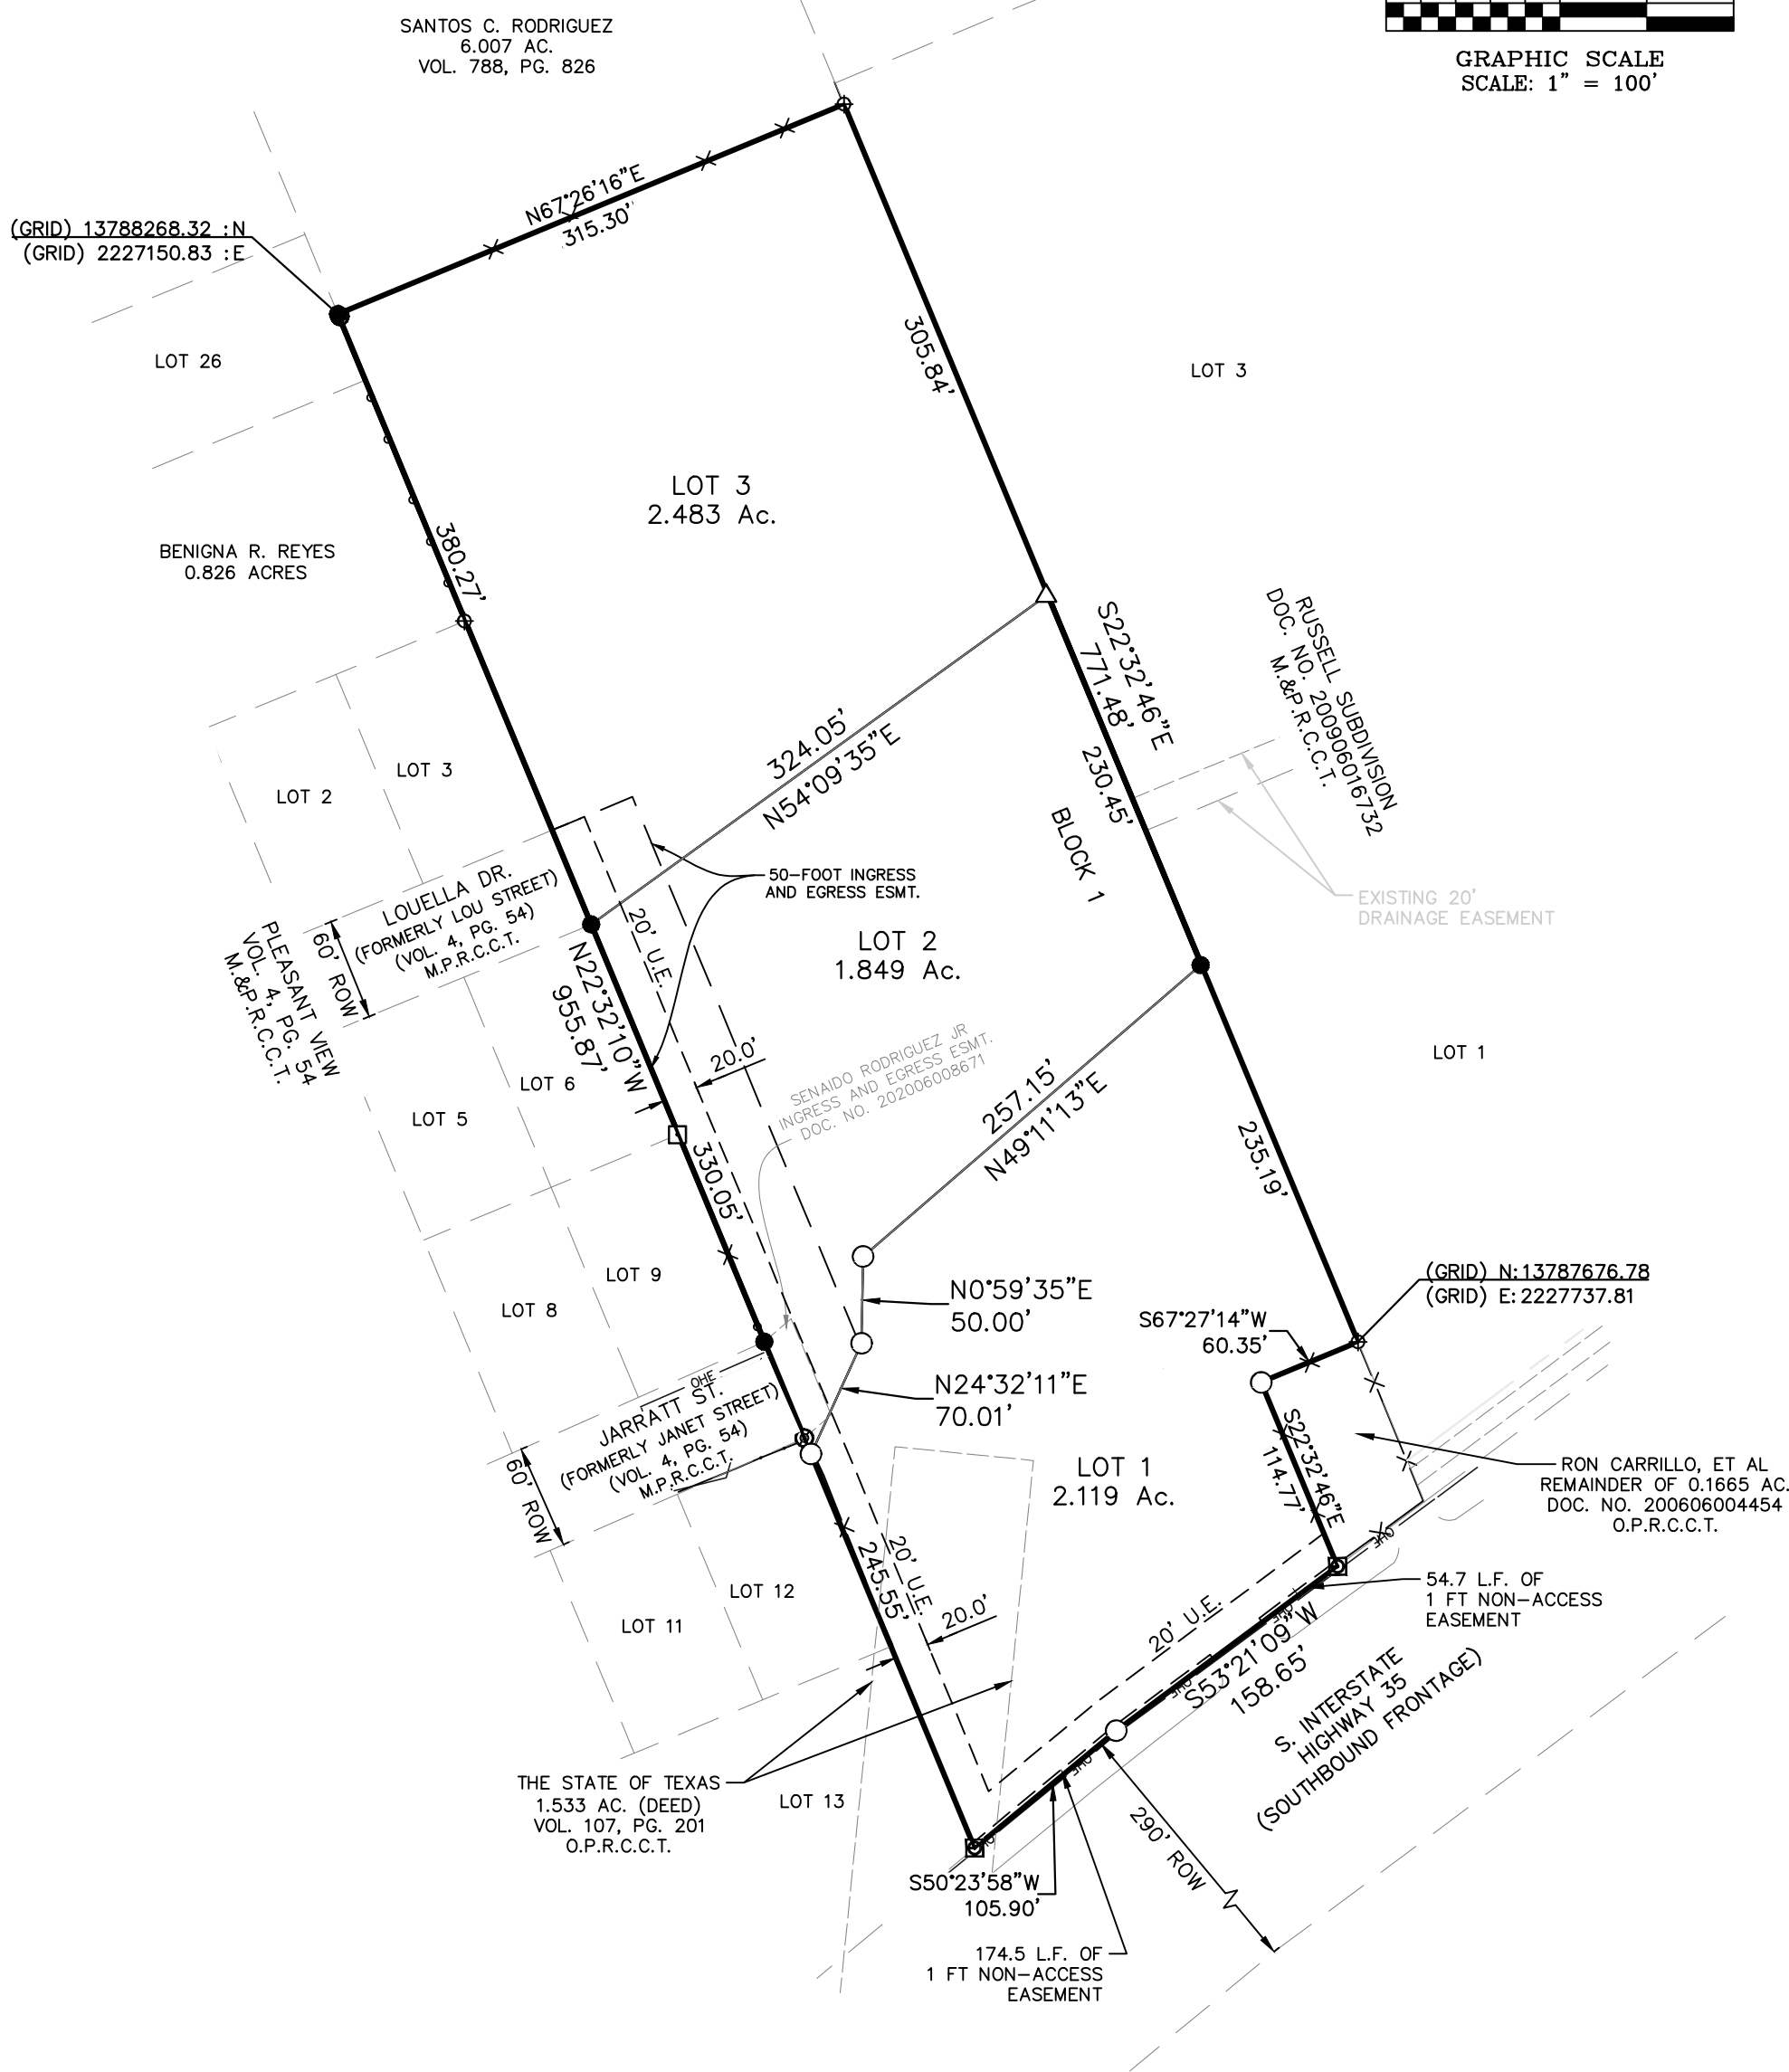 SANTOS C. RODRIGUEZ
6.007 AC.
VOL. 788, PG. 826
GRAPHIC SCALE
SCALE: 1" = 100'
N67°26'16"E
315.30'
(GRID) 13788268.32 :N
(GRID) 2227150.83 :E
LOT 26
305.84'
LOT 3
LOT 3
2.483 Ac.
380.27'
BENIGNA R. REYES
0.826 ACRES
RUSSELL SUBDIVISION
DOC. NO. 200906016732
M.&P.R.C.C.T.
S22°32'46"E
771.48'
230.45'
324.05'
N54°09'35"E
LOT 3
LOT 2
BLOCK 1
50-FOOT INGRESS
AND EGRESS ESMT.
EXISTING 20'
DRAINAGE EASEMENT
LOUELLA DR.
(FORMERLY LOU STREET)
(VOL. 4, PG. 54)
M.P.R.C.C.T.
60' ROW
PLEASANT VIEW
VOL. 4, PG. 54
M.&P.R.C.C.T.
20' U.E.
LOT 2
1.849 Ac.
N22°32'10"W
955.87'
20.0'
SENAIDO RODRIGUEZ JR
INGRESS AND EGRESS ESMT.
DOC. NO. 202006008671
LOT 1
LOT 6
LOT 5
257.15'
N49°11'13"E
330.05'
235.19'
LOT 9
LOT 8
N0°59'35"E
50.00'
(GRID) N:13787676.78
(GRID) E:2227737.81
S67°27'14"W
60.35'
OHE
JARRATT ST.
(FORMERLY JANET STREET)
(VOL. 4, PG. 54)
M.P.R.C.C.T.
60' ROW
N24°32'11"E
70.01'
S22°32'46"E
114.77'
LOT 1
2.119 Ac.
RON CARRILLO, ET AL
REMAINDER OF 0.1665 AC.
DOC. NO. 200606004454
O.P.R.C.C.T.
OHE
245.55'
20' U.E.
20.0'
LOT 12
LOT 11
20' U.E.
54.7 L.F. OF
1 FT NON-ACCESS
EASEMENT
OHE
S53°21'09"W
158.65'
OHE
S. INTERSTATE
HIGHWAY 35
(SOUTHBOUND FRONTAGE)
OHE
THE STATE OF TEXAS
1.533 AC. (DEED)
VOL. 107, PG. 201
O.P.R.C.C.T.
LOT 13
290' ROW
S50°23'58"W
105.90'
174.5 L.F. OF
1 FT NON-ACCESS
EASEMENT